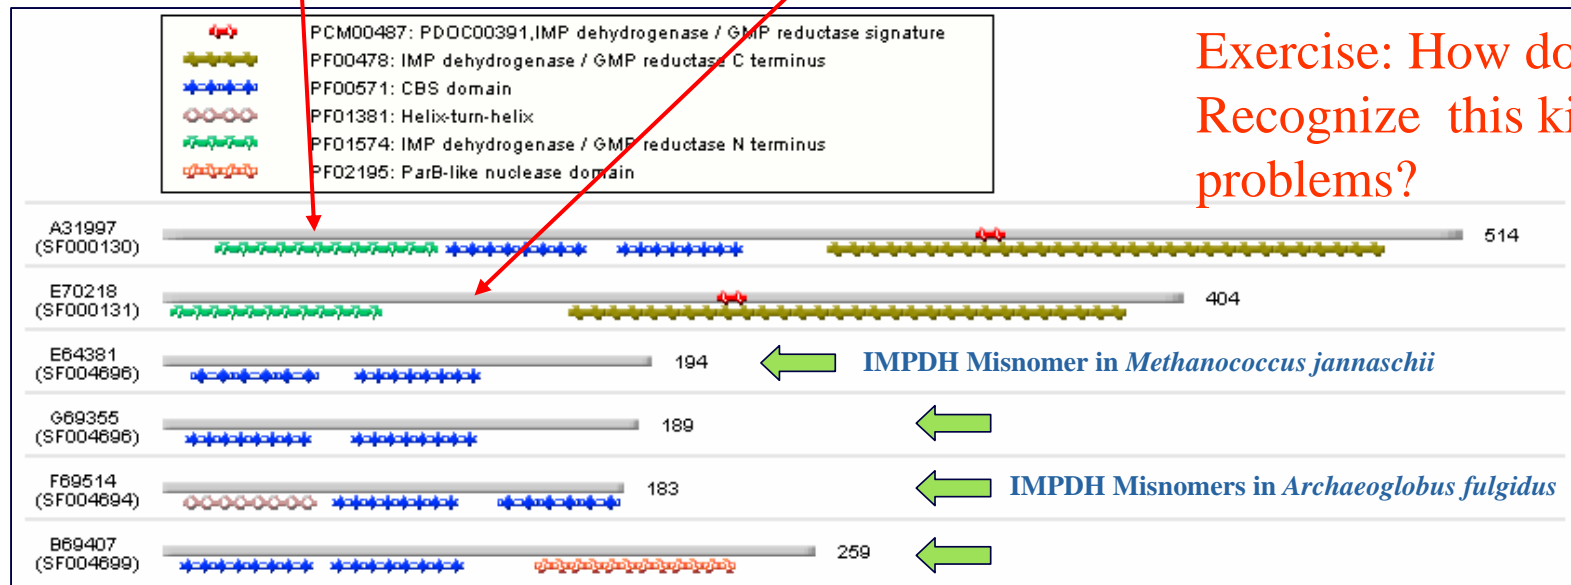 PCM00487: PDOC00391,IMP dehydrogenase / GMP reductase signature
PF00478: IMP dehydrogenase / GMP reductase C terminus
PF00571: CBS domain
PF01381: Helix-turn-helix
PF01574: IMP dehydrogenase / GMP reductase N terminus
PF02195: ParB-like nuclease domain
Exercise: How do
Recognize this ki
problems?
A31997
(SF000130)
514
E70218
(SF000131)
404
E64381
(SF004696)
194
IMPDH Misnomer in Methanococcus jannaschii
G69355
(SF004696)
189
F69514
(SF004694)
183
IMPDH Misnomers in Archaeoglobus fulgidus
B69407
(SF004699)
259